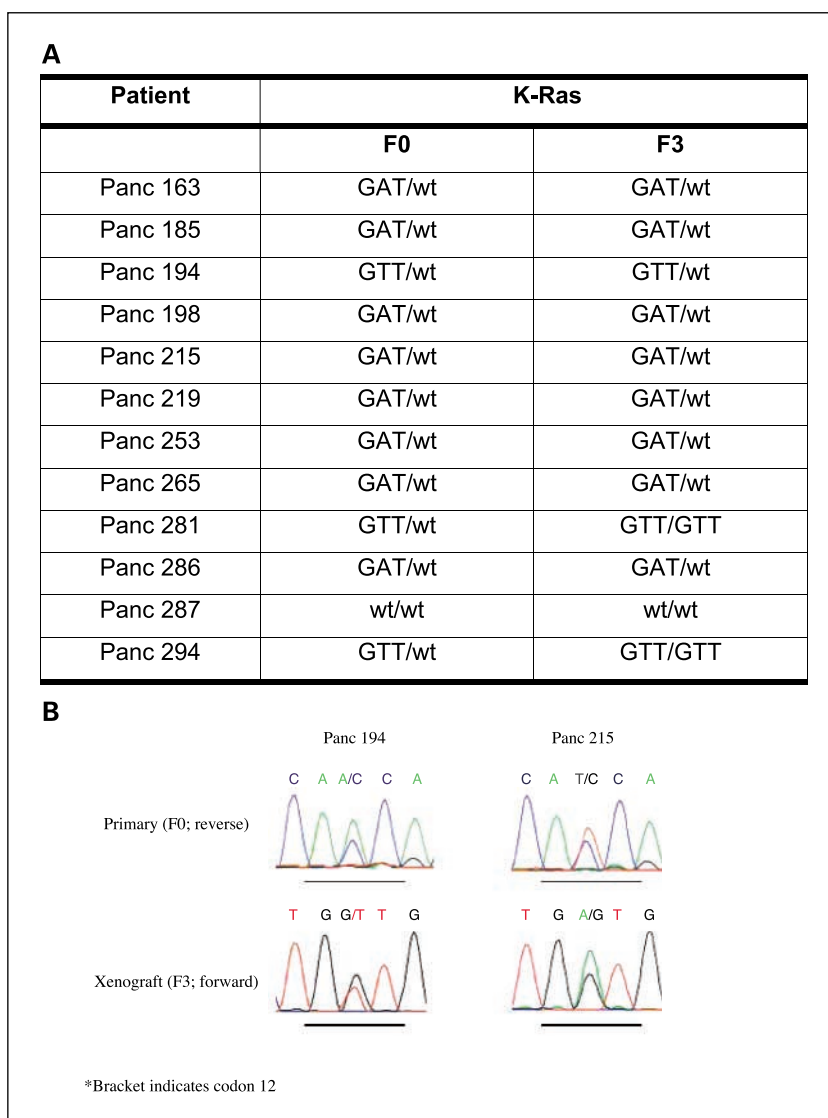 A
Patient K-Ras
F0 F3
Panc 163 GAT/wt GAT/wt
Panc 185 GAT/wt GAT/wt
Panc 194 GTT/wt GTT/wt
Panc 198 GAT/wt GAT/wt
Panc 215 GAT/wt GAT/wt
Panc 219 GAT/wt GAT/wt
Panc 253 GAT/wt GAT/wt
Panc 265 GAT/wt GAT/wt
Panc 281 GTT/wt GTT/GTT
Panc 286 GAT/wt GAT/wt
Panc 287 wt/wt wt/wt
Panc 294 GTT/wt GTT/GTT
B
Panc 194 Panc 215
C A A/C C A C A T/C C A
Primary (F0; reverse)
T G G/T T G T G A/G T G
Xenograft (F3; forward)
*Bracket indicates codon 12